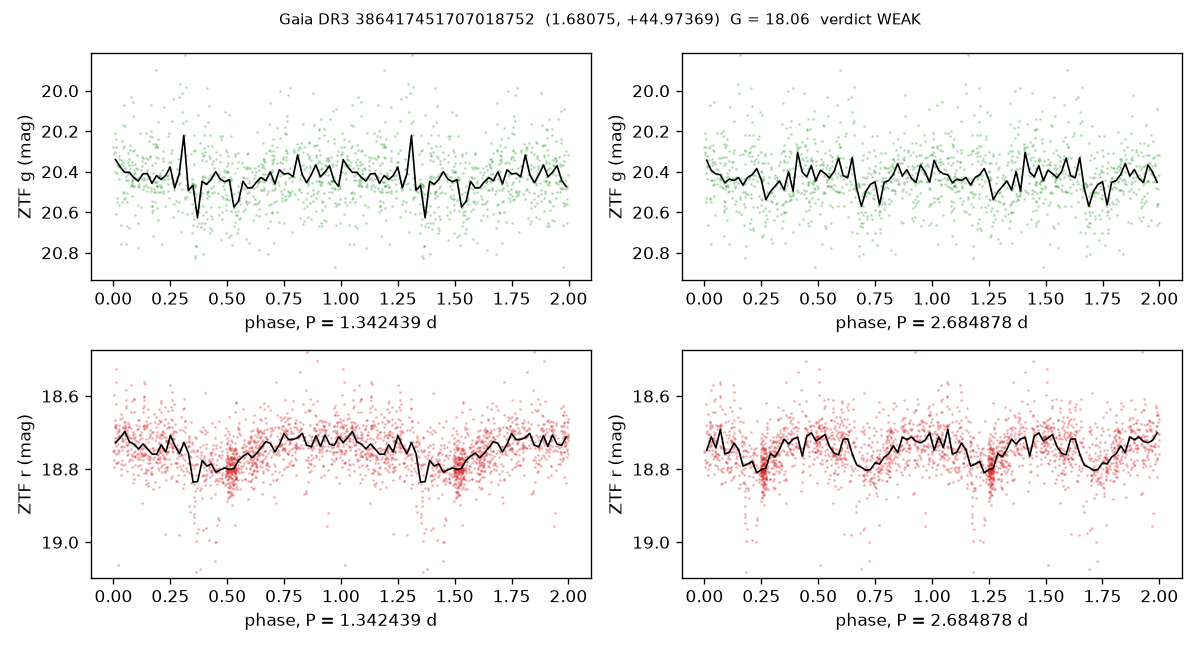 Gaia DR3 386417451707018752  (1.68075, +44.97369)  G = 18.06  verdict WEAK
ZTF g (mag)
20.0
20.2
20.4
20.6
20.8
0.00 0.25 0.50 0.75 1.00 1.25 1.50 1.75 2.00
phase, P = 1.342439 d
ZTF g (mag)
20.0
20.2
20.4
20.6
20.8
0.00 0.25 0.50 0.75 1.00 1.25 1.50 1.75 2.00
phase, P = 2.684878 d
ZTF r (mag)
18.6
18.8
19.0
0.00 0.25 0.50 0.75 1.00 1.25 1.50 1.75 2.00
phase, P = 1.342439 d
ZTF r (mag)
18.6
18.8
19.0
0.00 0.25 0.50 0.75 1.00 1.25 1.50 1.75 2.00
phase, P = 2.684878 d